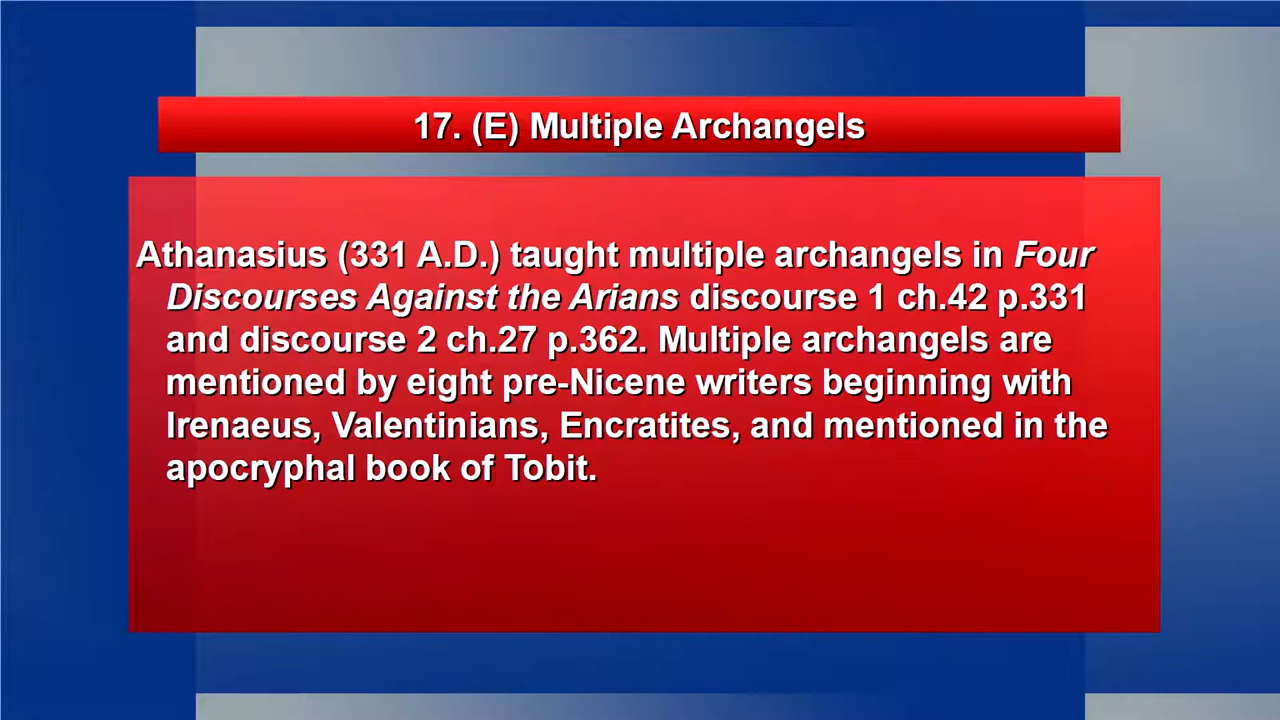 17. (E) Multiple Archangels
Athanasius (331 A.D.) taught multiple archangels in Four
Discourses Against the Arians discourse 1 ch.42 p.331
and discourse 2 ch.27 p.362. Multiple archangels are
mentioned by eight pre-Nicene writers beginning with
Irenaeus, Valentinians, Encratites, and mentioned in the
apocryphal book of Tobit.